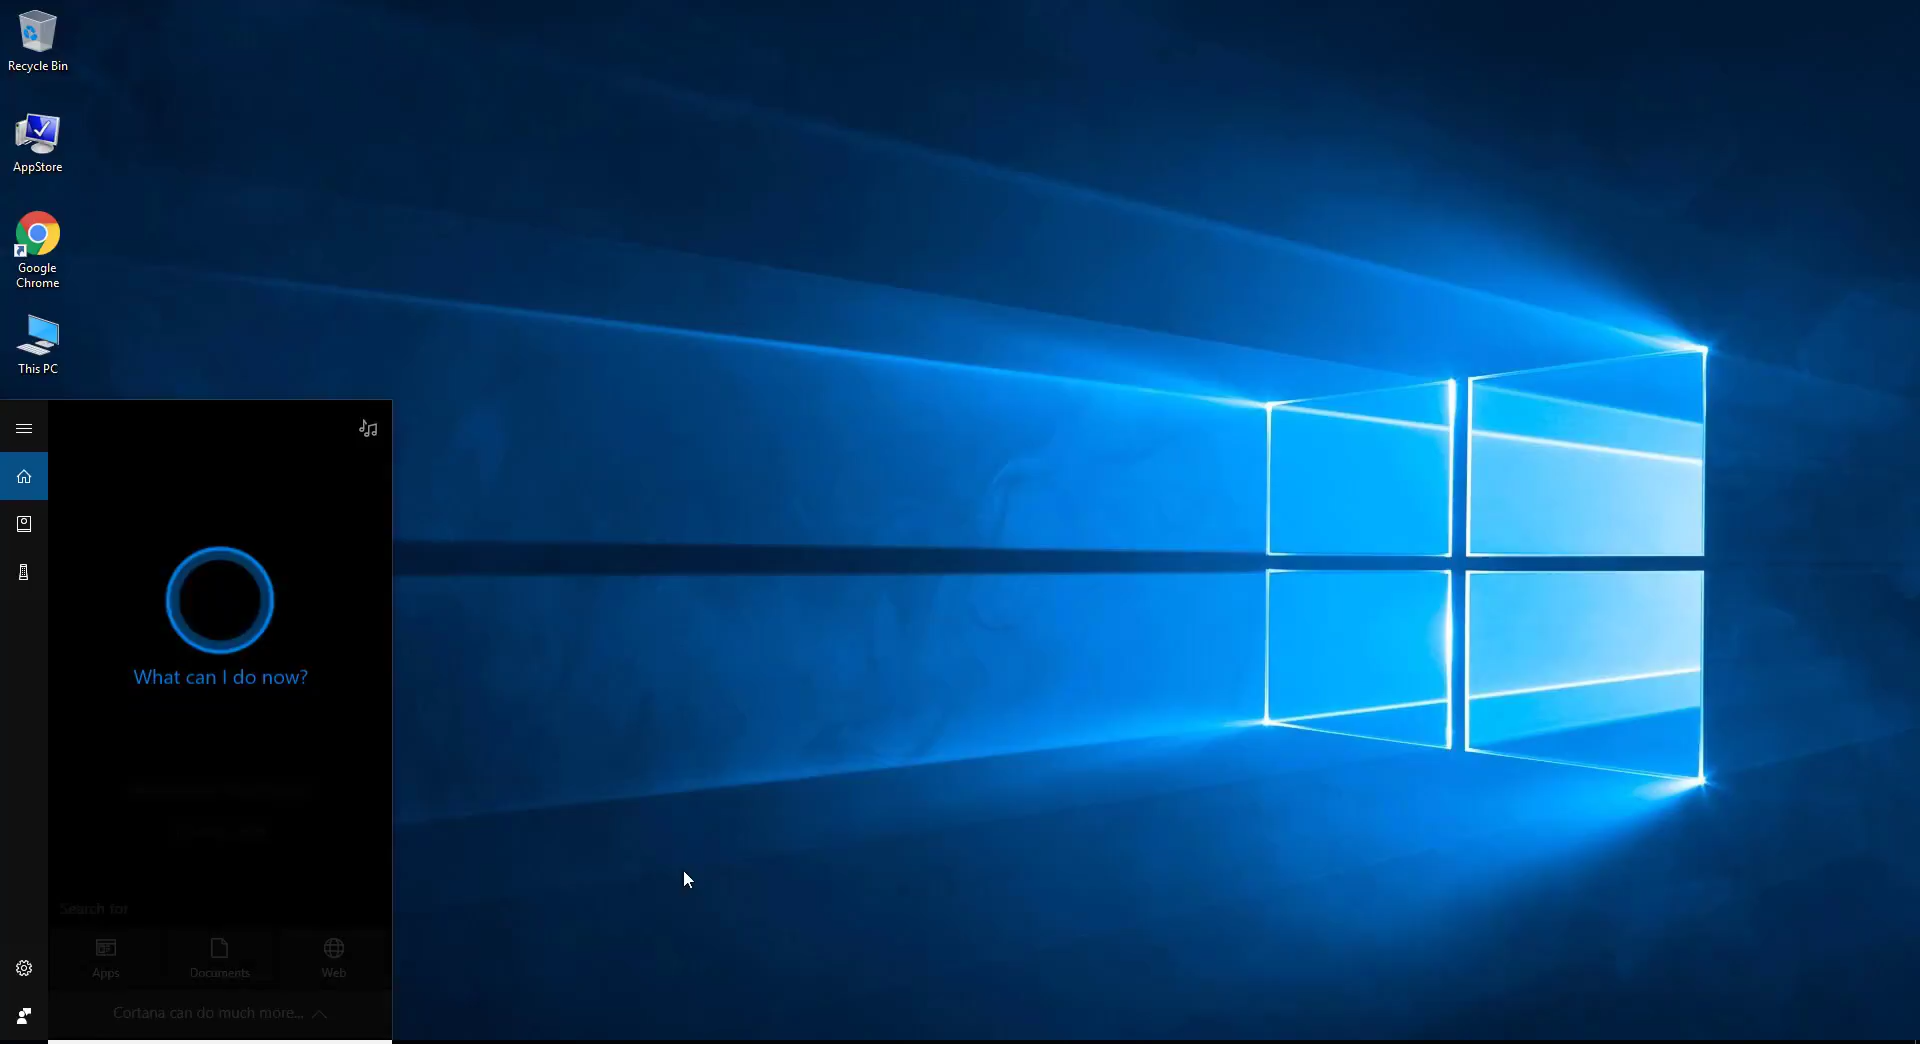 Recycle Bin
AppStore
Google
Chrome
This PC
What can I do now?
Search for
Apps
Documents
Web
Cortana can do much more...